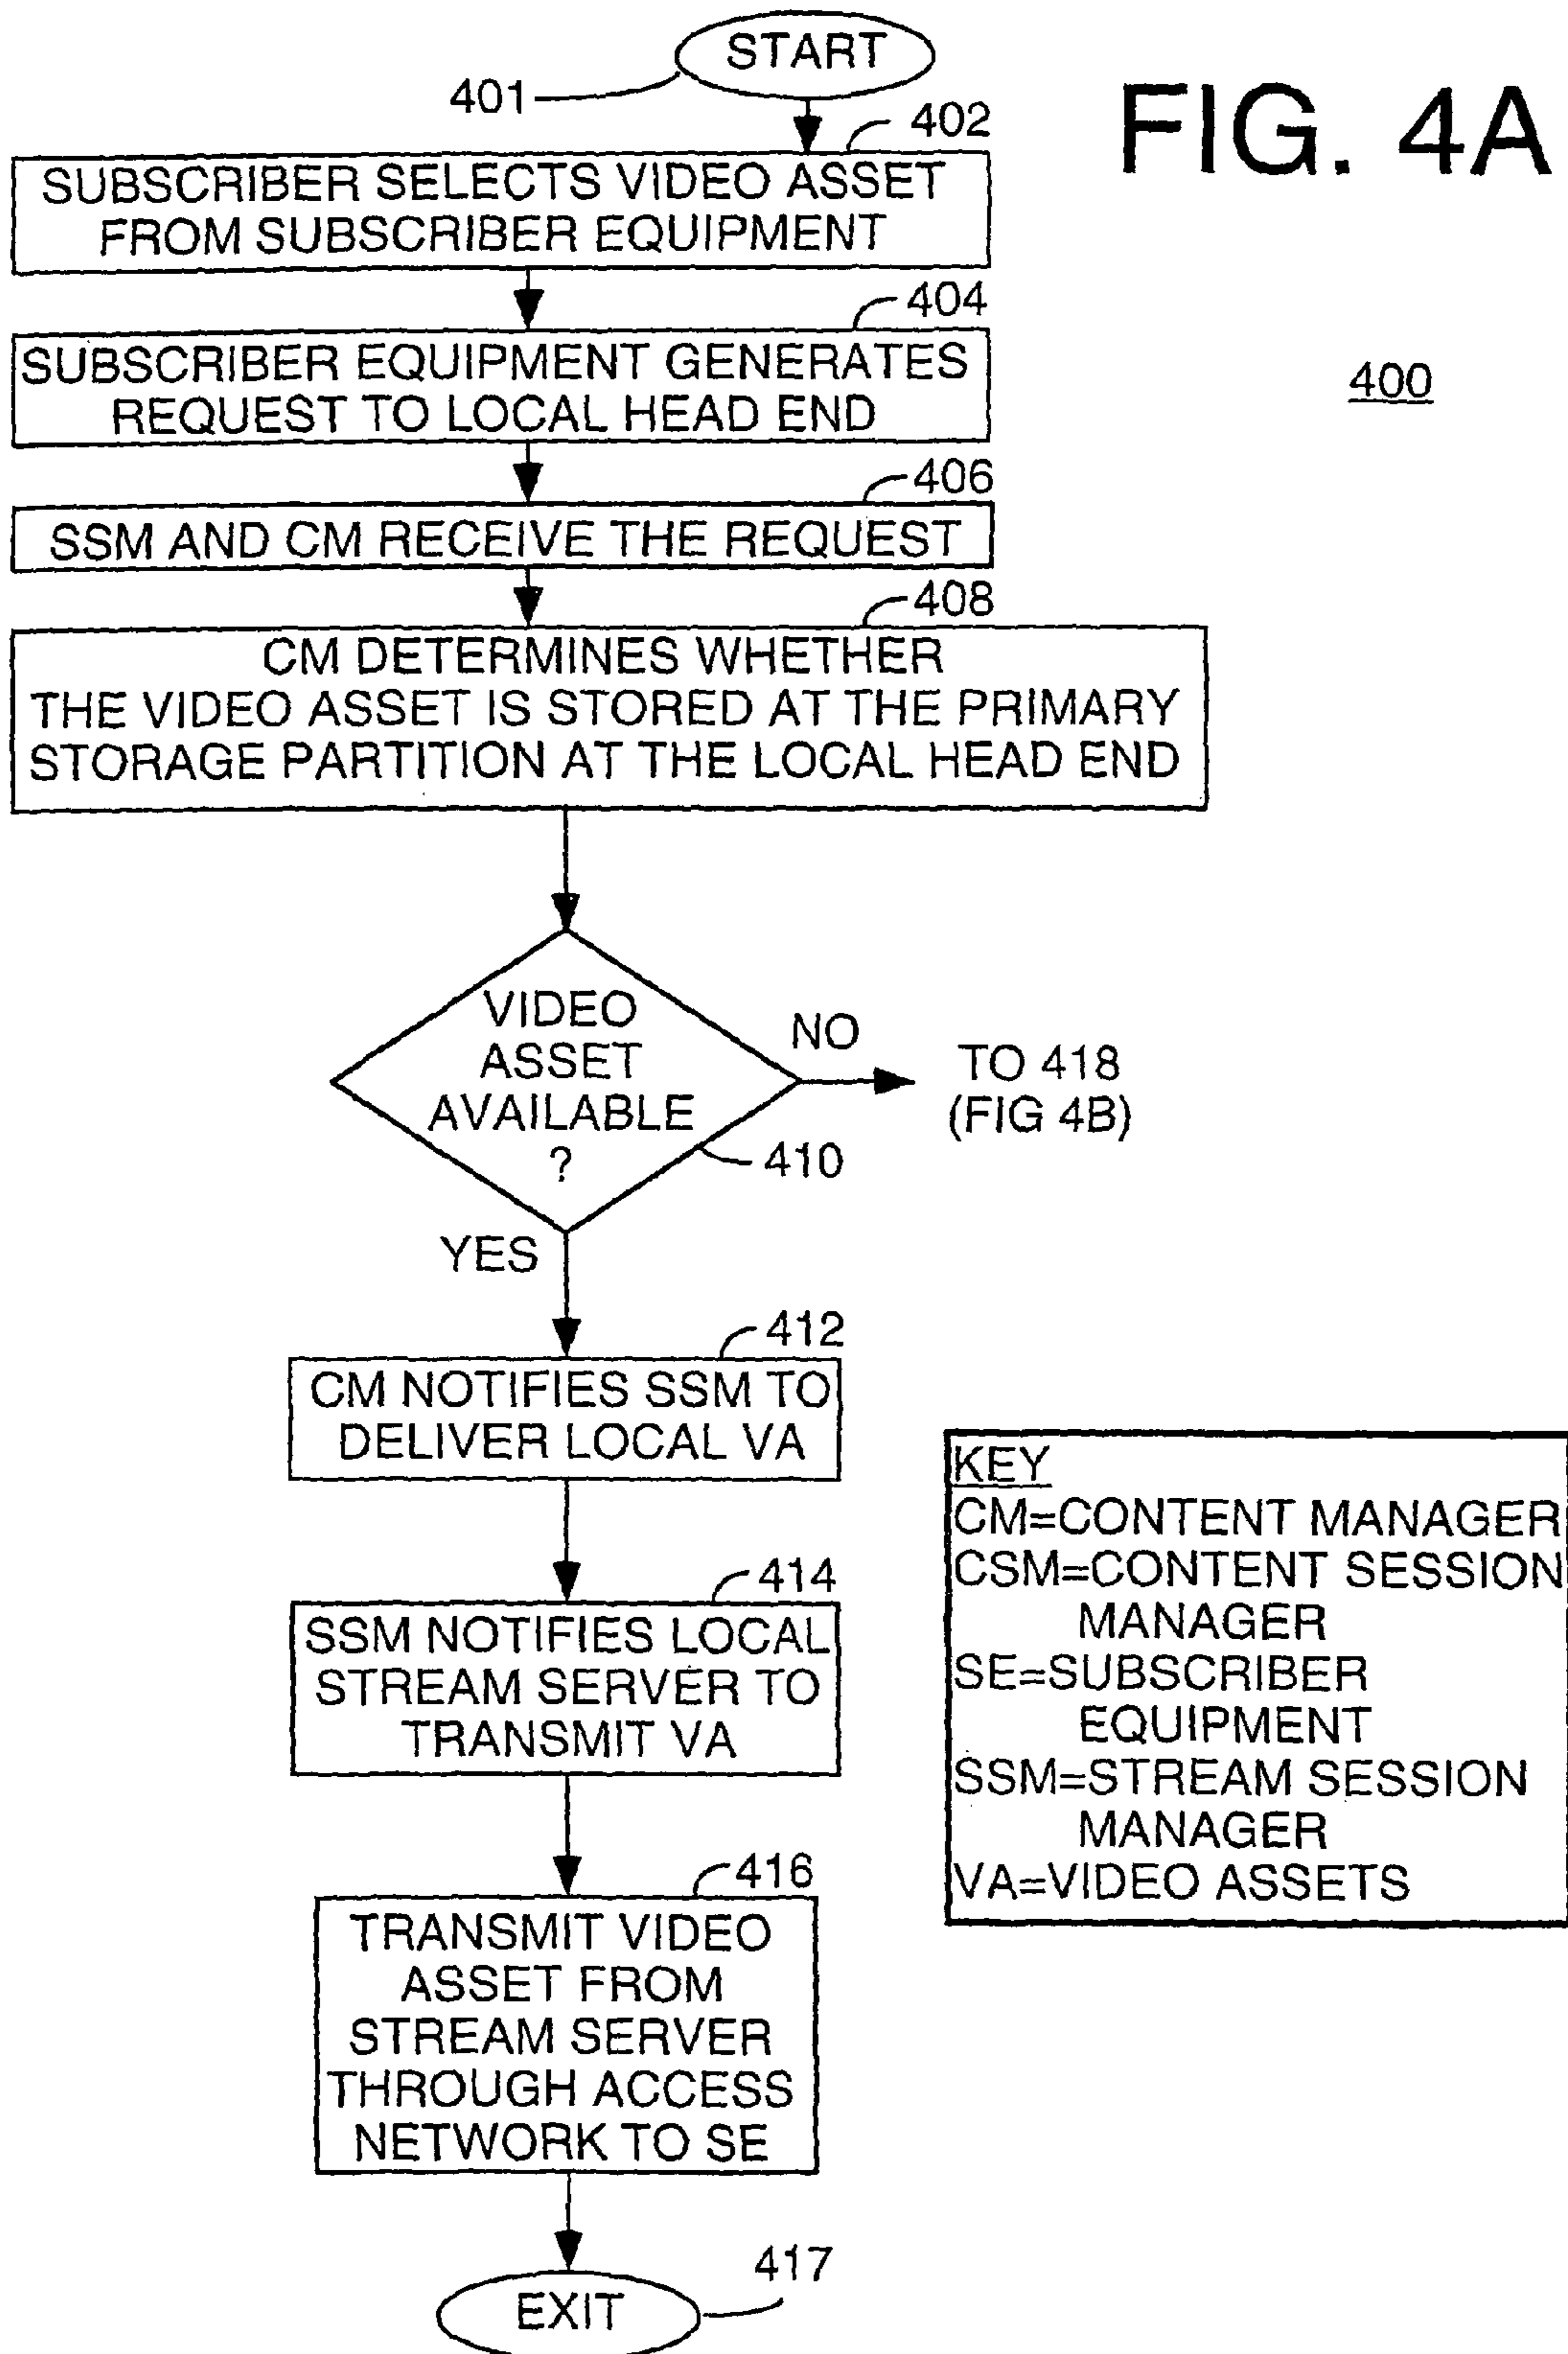 START
401
FIG. 4A
402
SUBSCRIBER SELECTS VIDEO ASSET
FROM SUBSCRIBER EQUIPMENT
404
SUBSCRIBER EQUIPMENT GENERATES
REQUEST TO LOCAL HEAD END
400
406
SSM AND CM RECEIVE THE REQUEST
408
CM DETERMINES WHETHER
THE VIDEO ASSET IS STORED AT THE PRIMARY
STORAGE PARTITION AT THE LOCAL HEAD END
VIDEO
ASSET
AVAILABLE
?
410
NO
TO 418
(FIG 4B)
YES
412
CM NOTIFIES SSM TO
DELIVER LOCAL VA
414
SSM NOTIFIES LOCAL
STREAM SERVER TO
TRANSMIT VA
416
TRANSMIT VIDEO
ASSET FROM
STREAM SERVER
THROUGH ACCESS
NETWORK TO SE
417
EXIT
KEY
CM=CONTENT MANAGER
CSM=CONTENT SESSION
MANAGER
SE=SUBSCRIBER
EQUIPMENT
SSM=STREAM SESSION
MANAGER
VA=VIDEO ASSETS